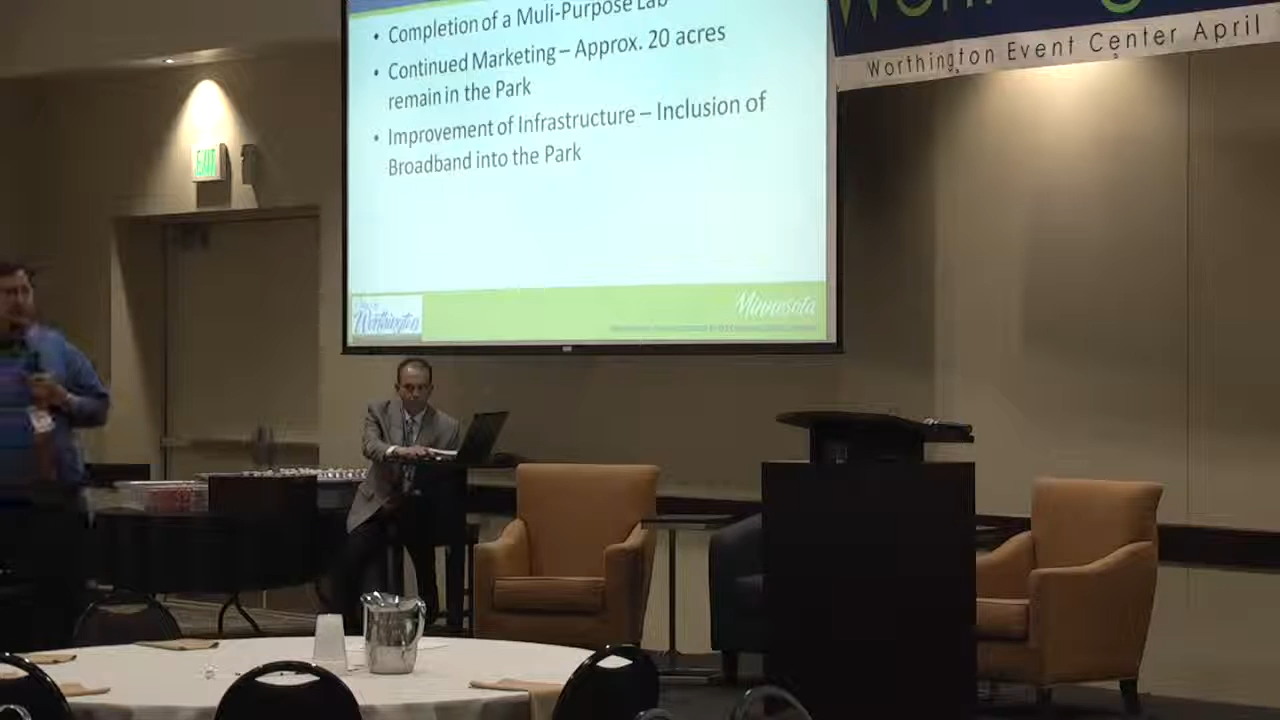 • Completion of a Muli-Purpose Lab
• Continued Marketing – Approx. 20 acres
remain in the Park
• Improvement of Infrastructure – Inclusion of
Broadband into the Park
Worthington
Minnesota
Worthington Event Center April
EXIT